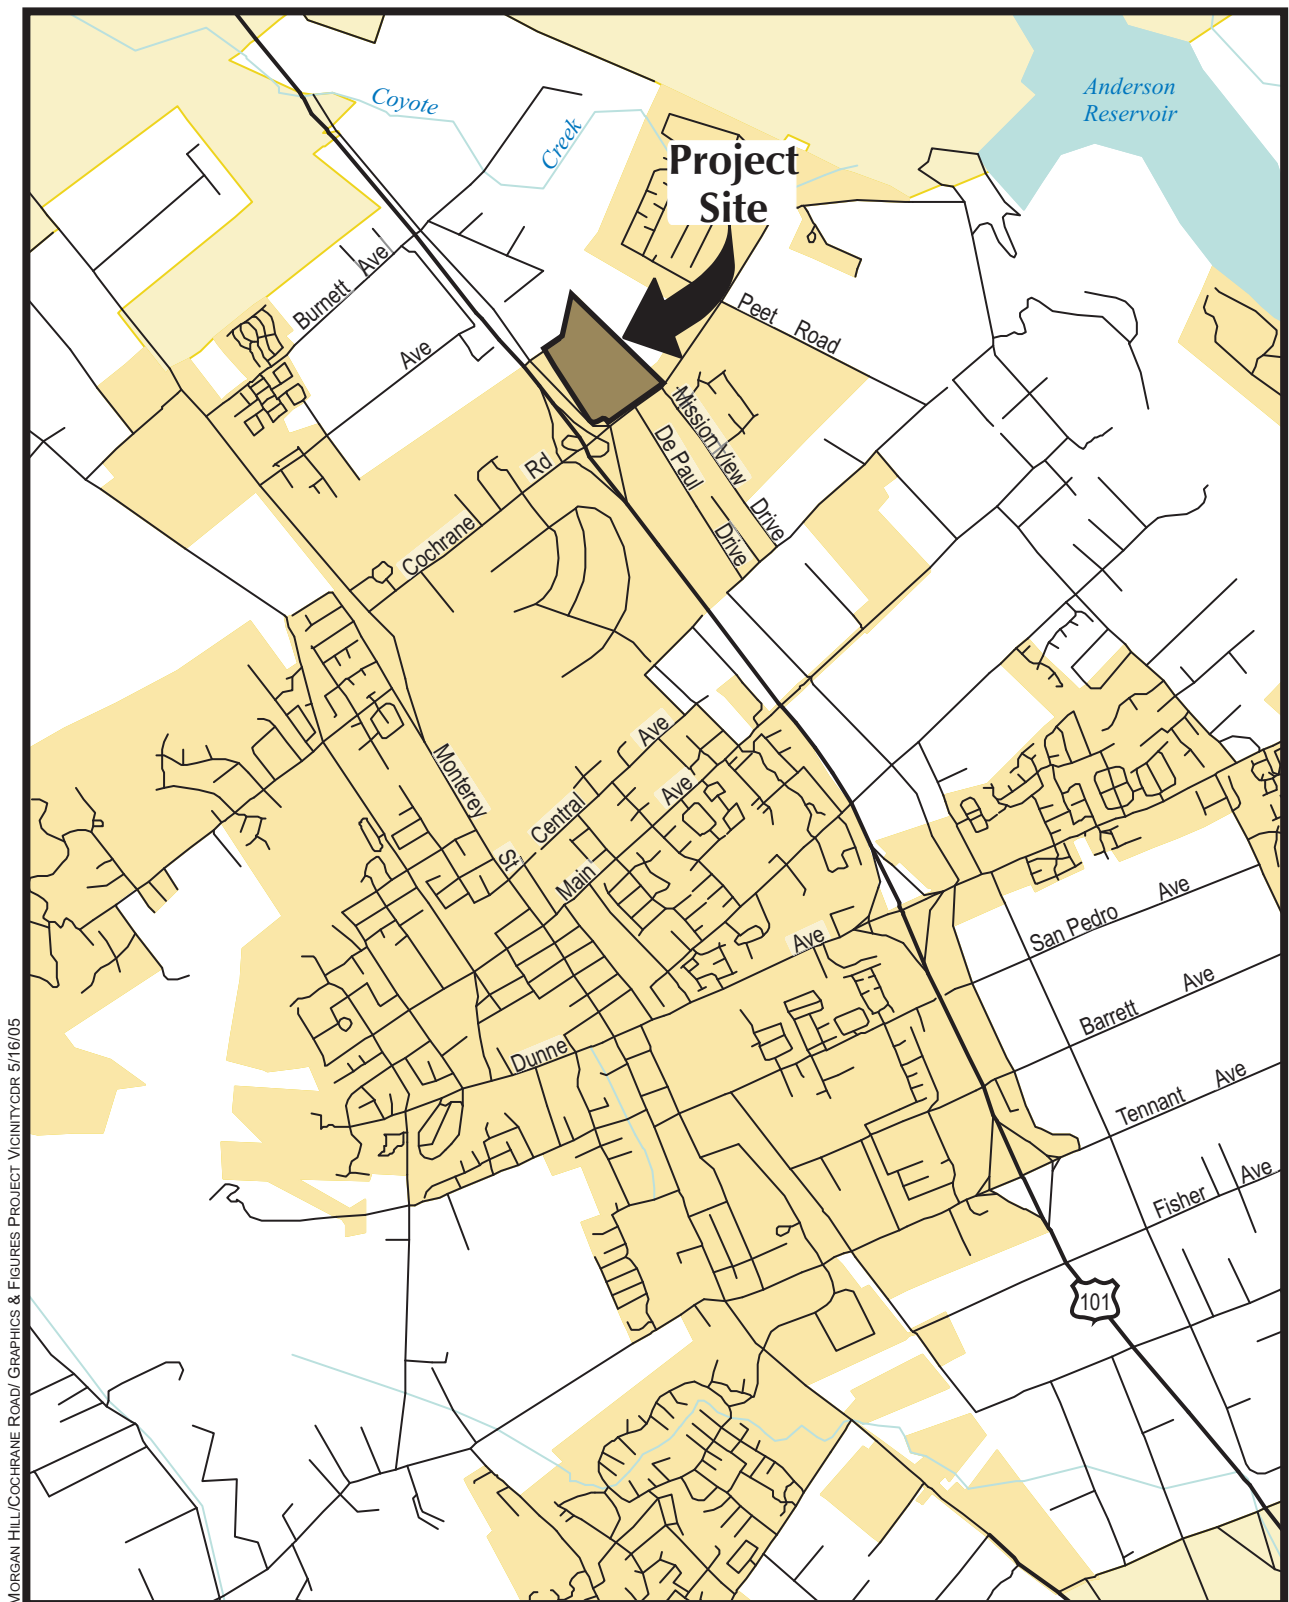 Anderson
Reservoir
Coyote
Creek
Project
Site
Burnett Ave
Ave
Peet Road
Mission View
Drive
De Paul
Drive
Cochrane Rd
Monterey
St
Central Ave
Main Ave
Dunne Ave
San Pedro Ave
Barrett Ave
Tennant Ave
Fisher Ave
101
MORGAN HILL/COCHRANE ROAD/ GRAPHICS & FIGURES PROJECT VICINITY.CDR 5/16/05